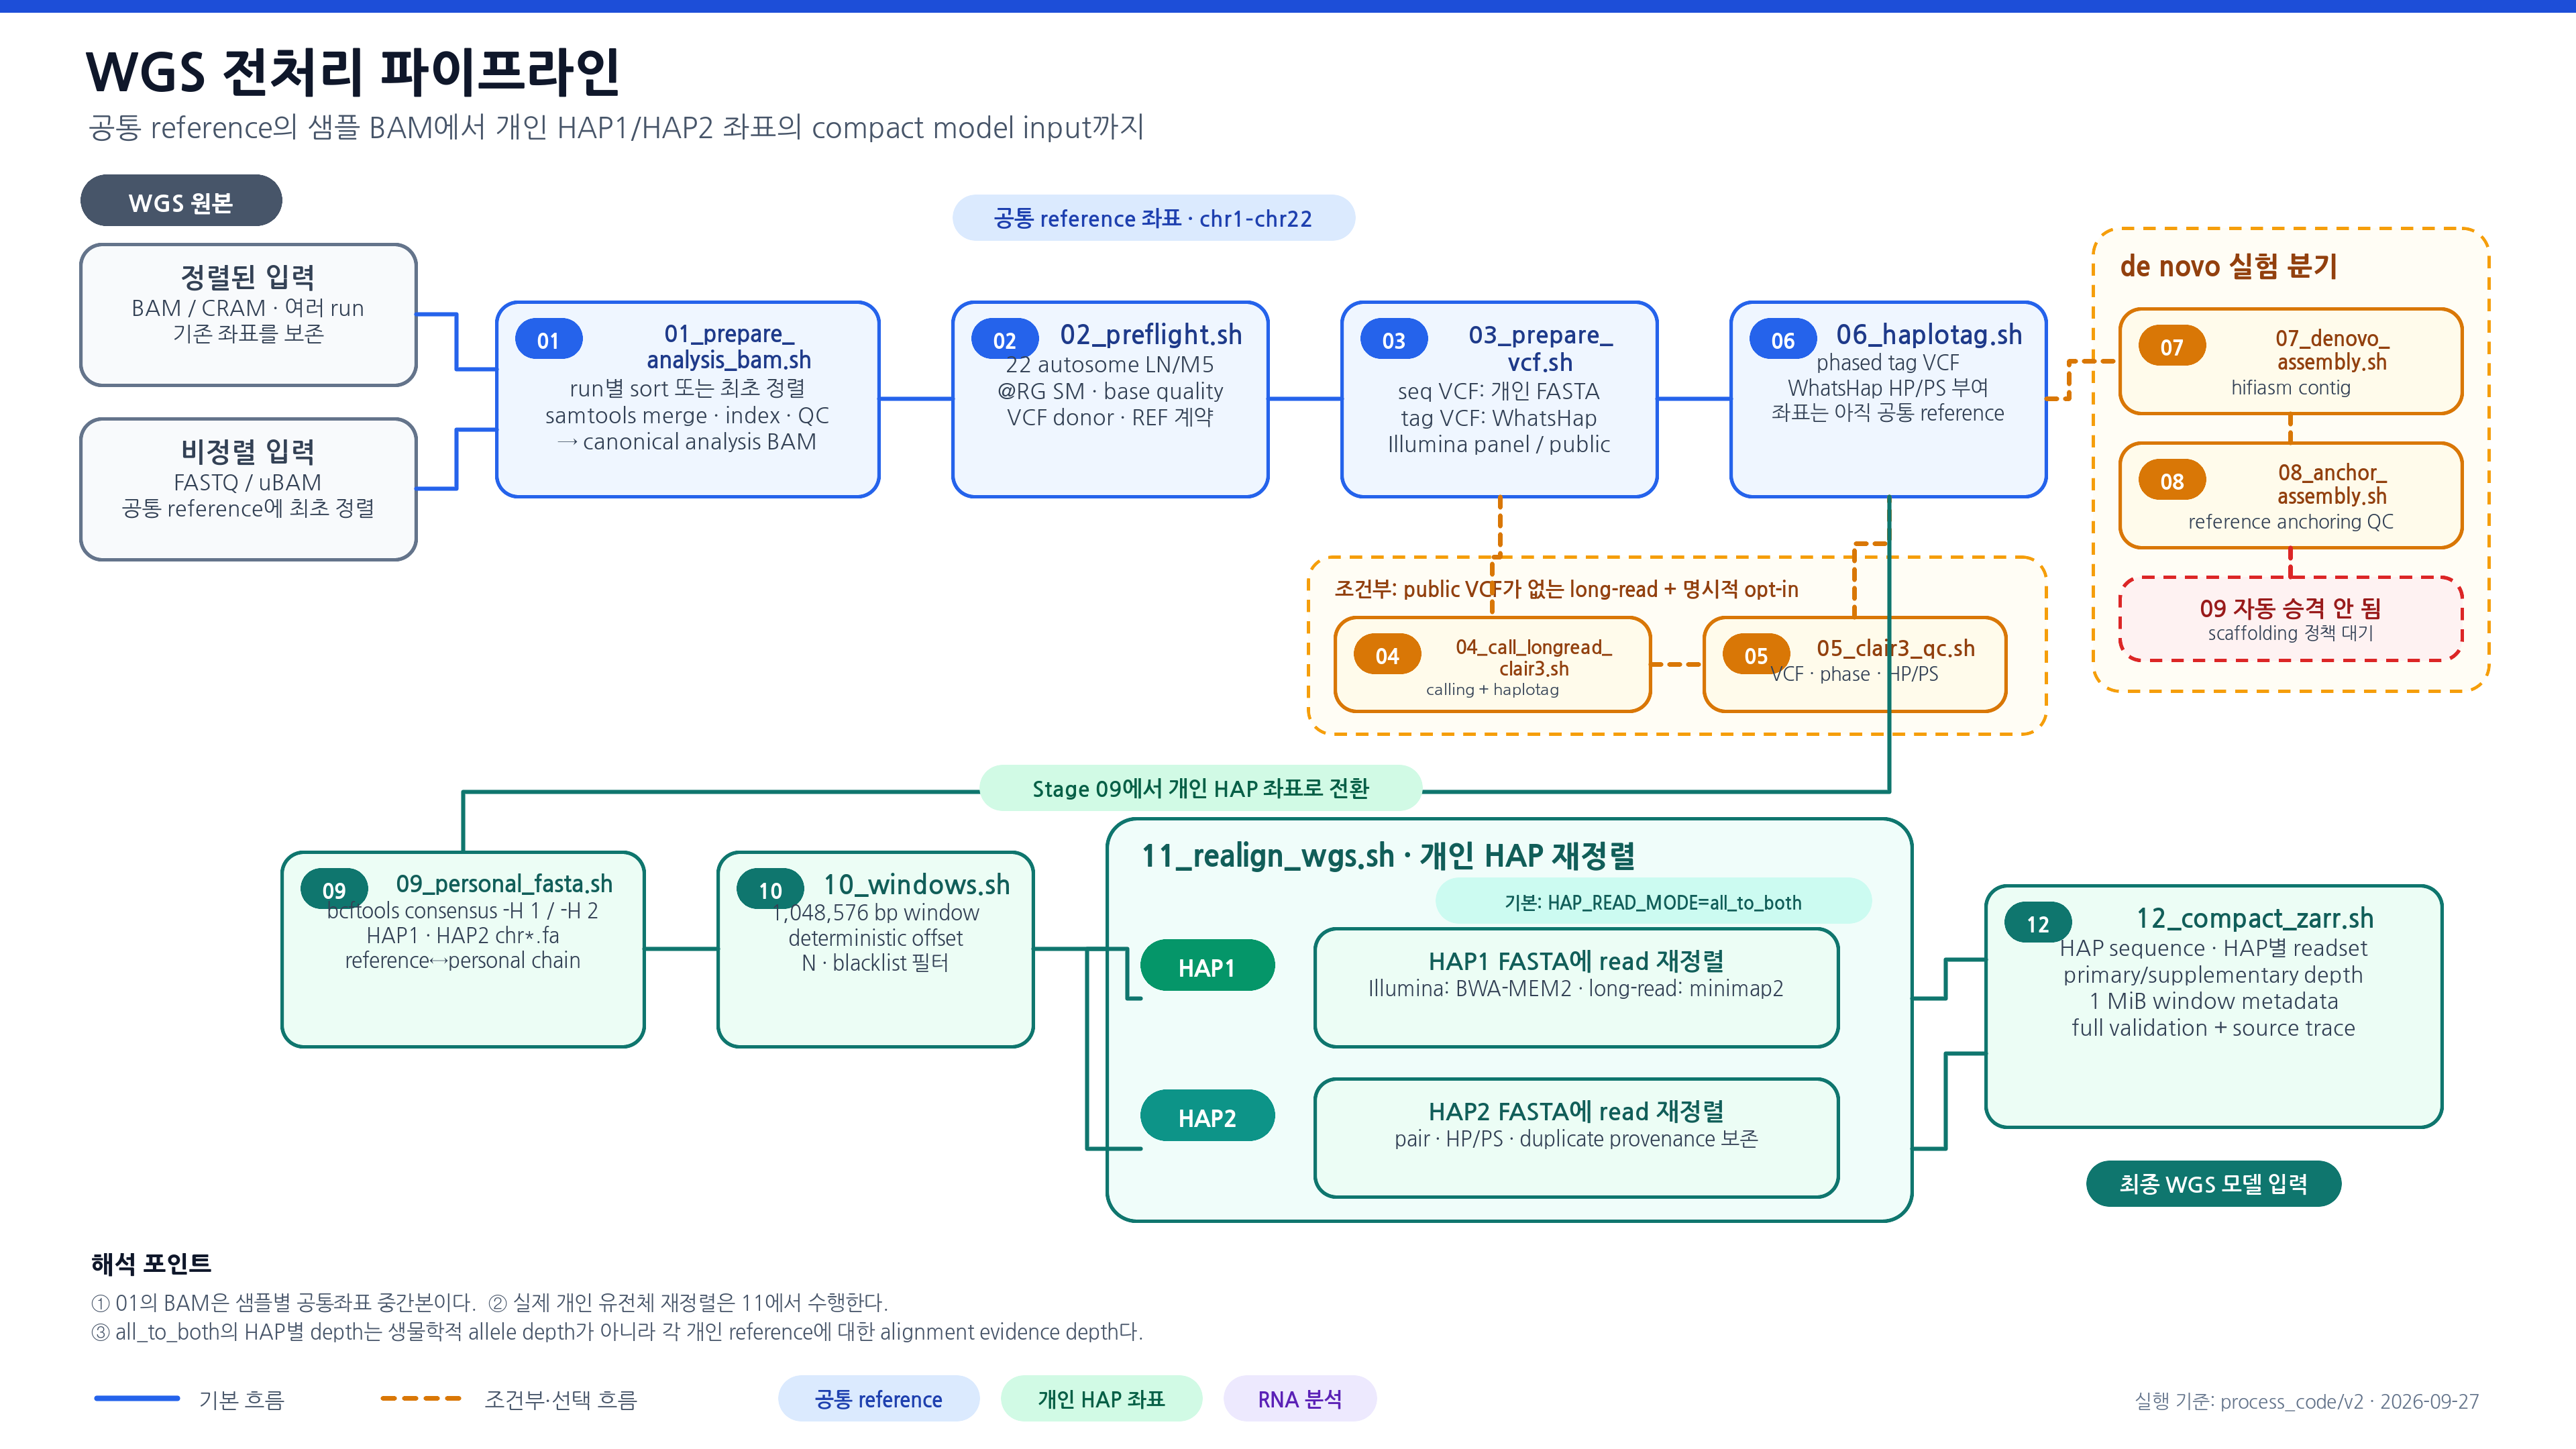 WGS 전처리 파이프라인
공통 reference의 샘플 BAM에서 개인 HAP1/HAP2 좌표의 compact model input까지
WGS 원본
공통 reference 좌표 · chr1-chr22
정렬된 입력
BAM / CRAM · 여러 run
기존 좌표를 보존
비정렬 입력
FASTQ / uBAM
공통 reference에 최초 정렬
01
01_prepare_
analysis_bam.sh
run별 sort 또는 최초 정렬
samtools merge · index · QC
→ canonical analysis BAM
02
02_preflight.sh
22 autosome LN/M5
@RG SM · base quality
VCF donor · REF 계약
03
03_prepare_
vcf.sh
seq VCF: 개인 FASTA
tag VCF: WhatsHap
Illumina panel / public
06
06_haplotag.sh
phased tag VCF
WhatsHap HP/PS 부여
좌표는 아직 공통 reference
de novo 실험 분기
07
07_denovo_
assembly.sh
hifiasm contig
08
08_anchor_
assembly.sh
reference anchoring QC
09 자동 승격 안 됨
scaffolding 정책 대기
조건부: public VCF가 없는 long-read + 명시적 opt-in
04
04_call_longread_
clair3.sh
calling + haplotag
05
05_clair3_qc.sh
VCF · phase · HP/PS
Stage 09에서 개인 HAP 좌표로 전환
09
09_personal_fasta.sh
bcftools consensus -H 1 / -H 2
HAP1 · HAP2 chr*.fa
reference↔personal chain
10
10_windows.sh
1,048,576 bp window
deterministic offset
N · blacklist 필터
11_realign_wgs.sh · 개인 HAP 재정렬
기본: HAP_READ_MODE=all_to_both
HAP1
HAP1 FASTA에 read 재정렬
Illumina: BWA-MEM2 · long-read: minimap2
HAP2
HAP2 FASTA에 read 재정렬
pair · HP/PS · duplicate provenance 보존
12
12_compact_zarr.sh
HAP sequence · HAP별 readset
primary/supplementary depth
1 MiB window metadata
full validation + source trace
최종 WGS 모델 입력
해석 포인트
① 01의 BAM은 샘플별 공통좌표 중간본이다. ② 실제 개인 유전체 재정렬은 11에서 수행한다.
③ all_to_both의 HAP별 depth는 생물학적 allele depth가 아니라 각 개인 reference에 대한 alignment evidence depth다.
기본 흐름
조건부·선택 흐름
공통 reference
개인 HAP 좌표
RNA 분석
실행 기준: process_code/v2 · 2026-09-27